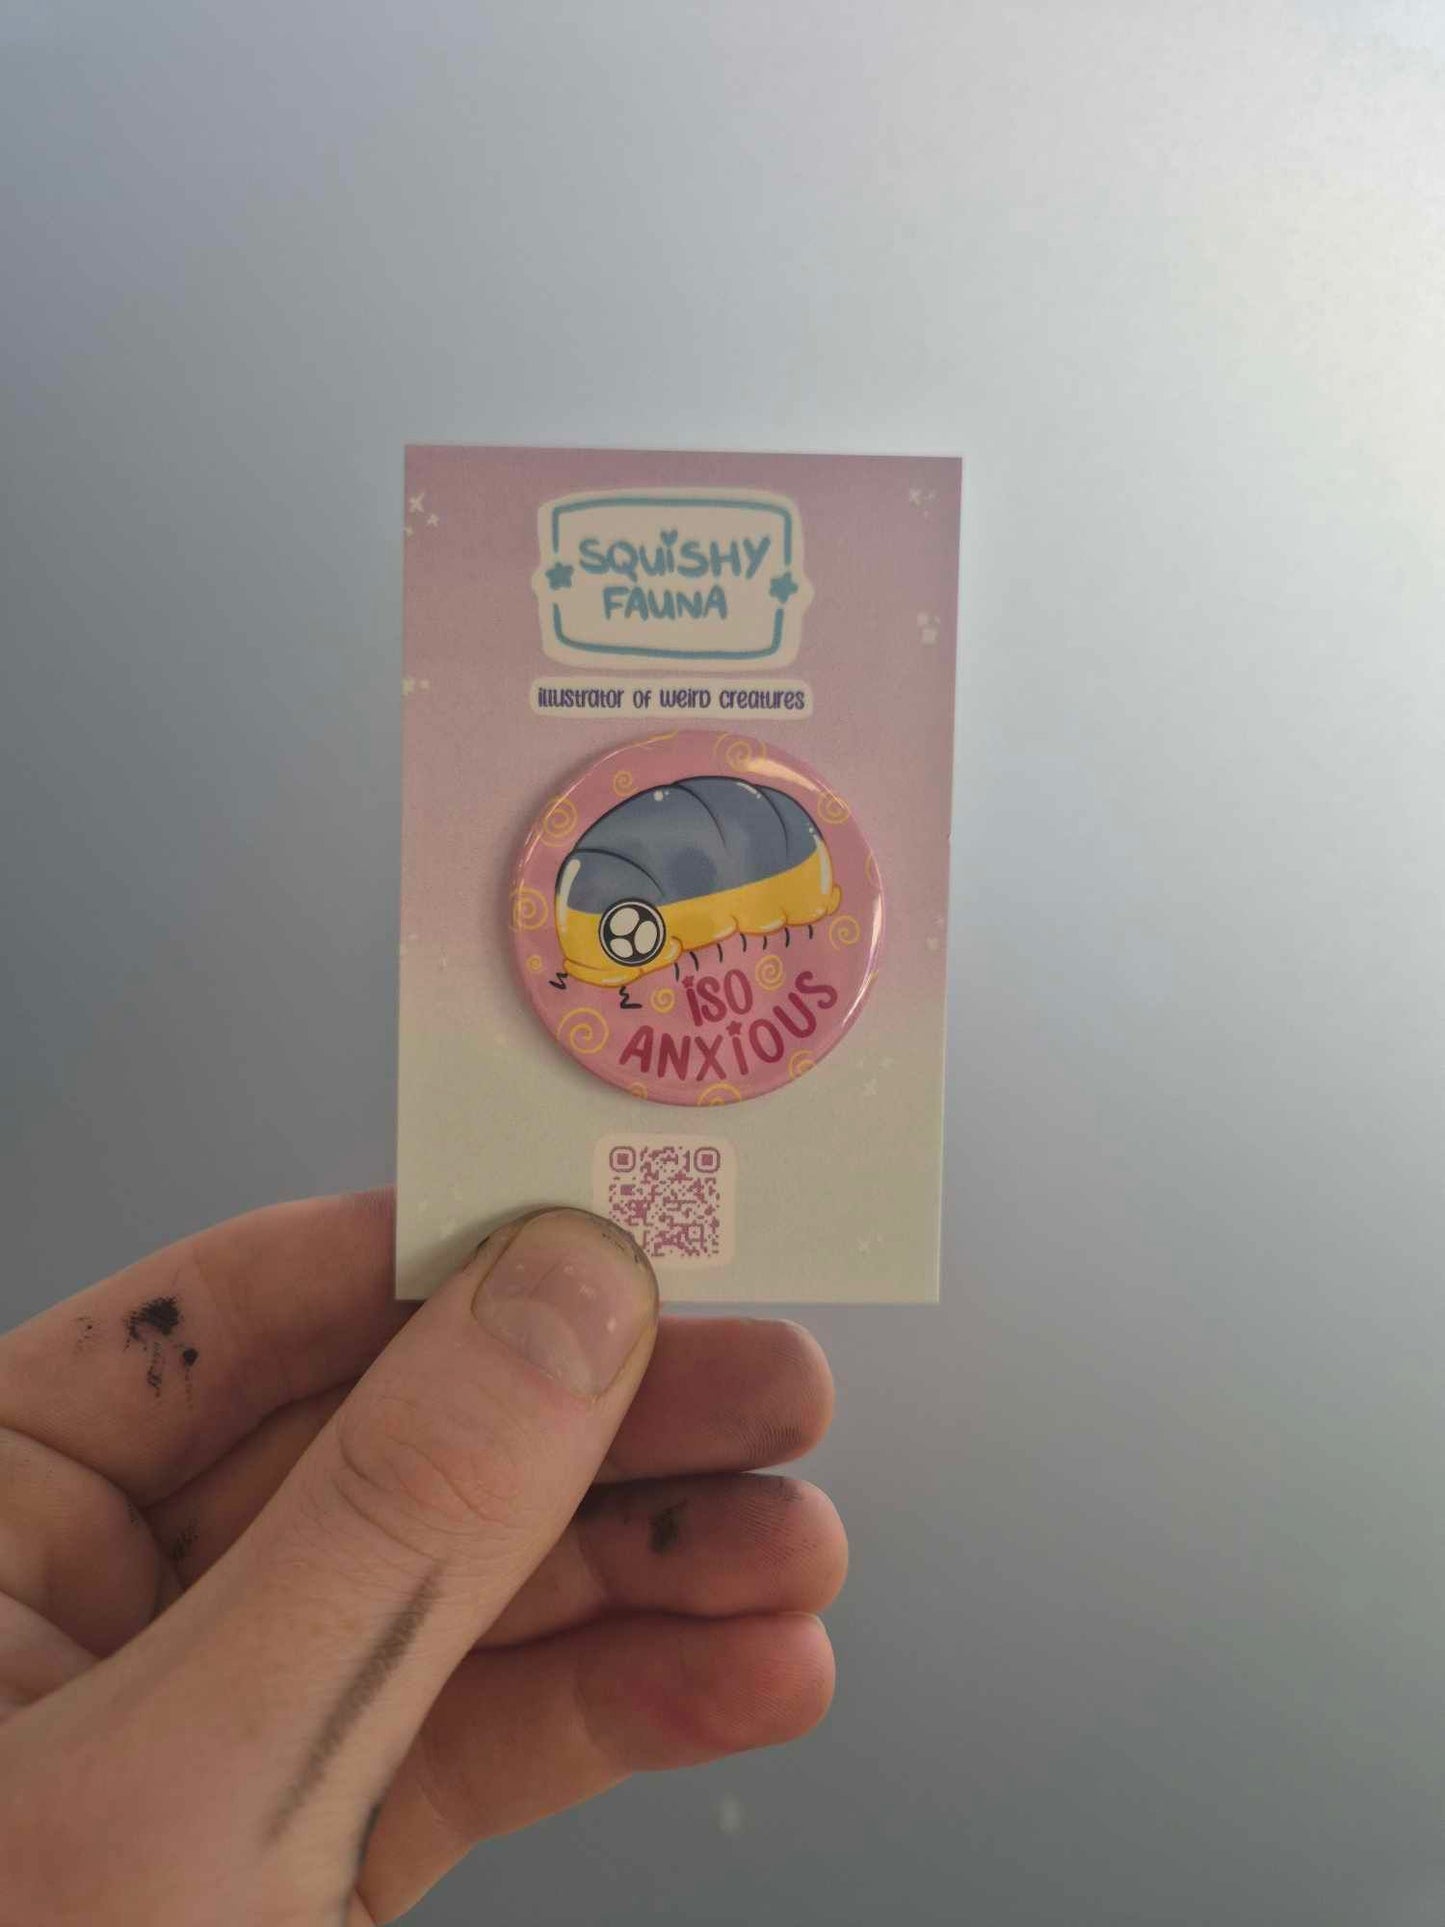 SQUiSHY
FAUNA
illustrator of weird creatures
iSO
ANXiOUS